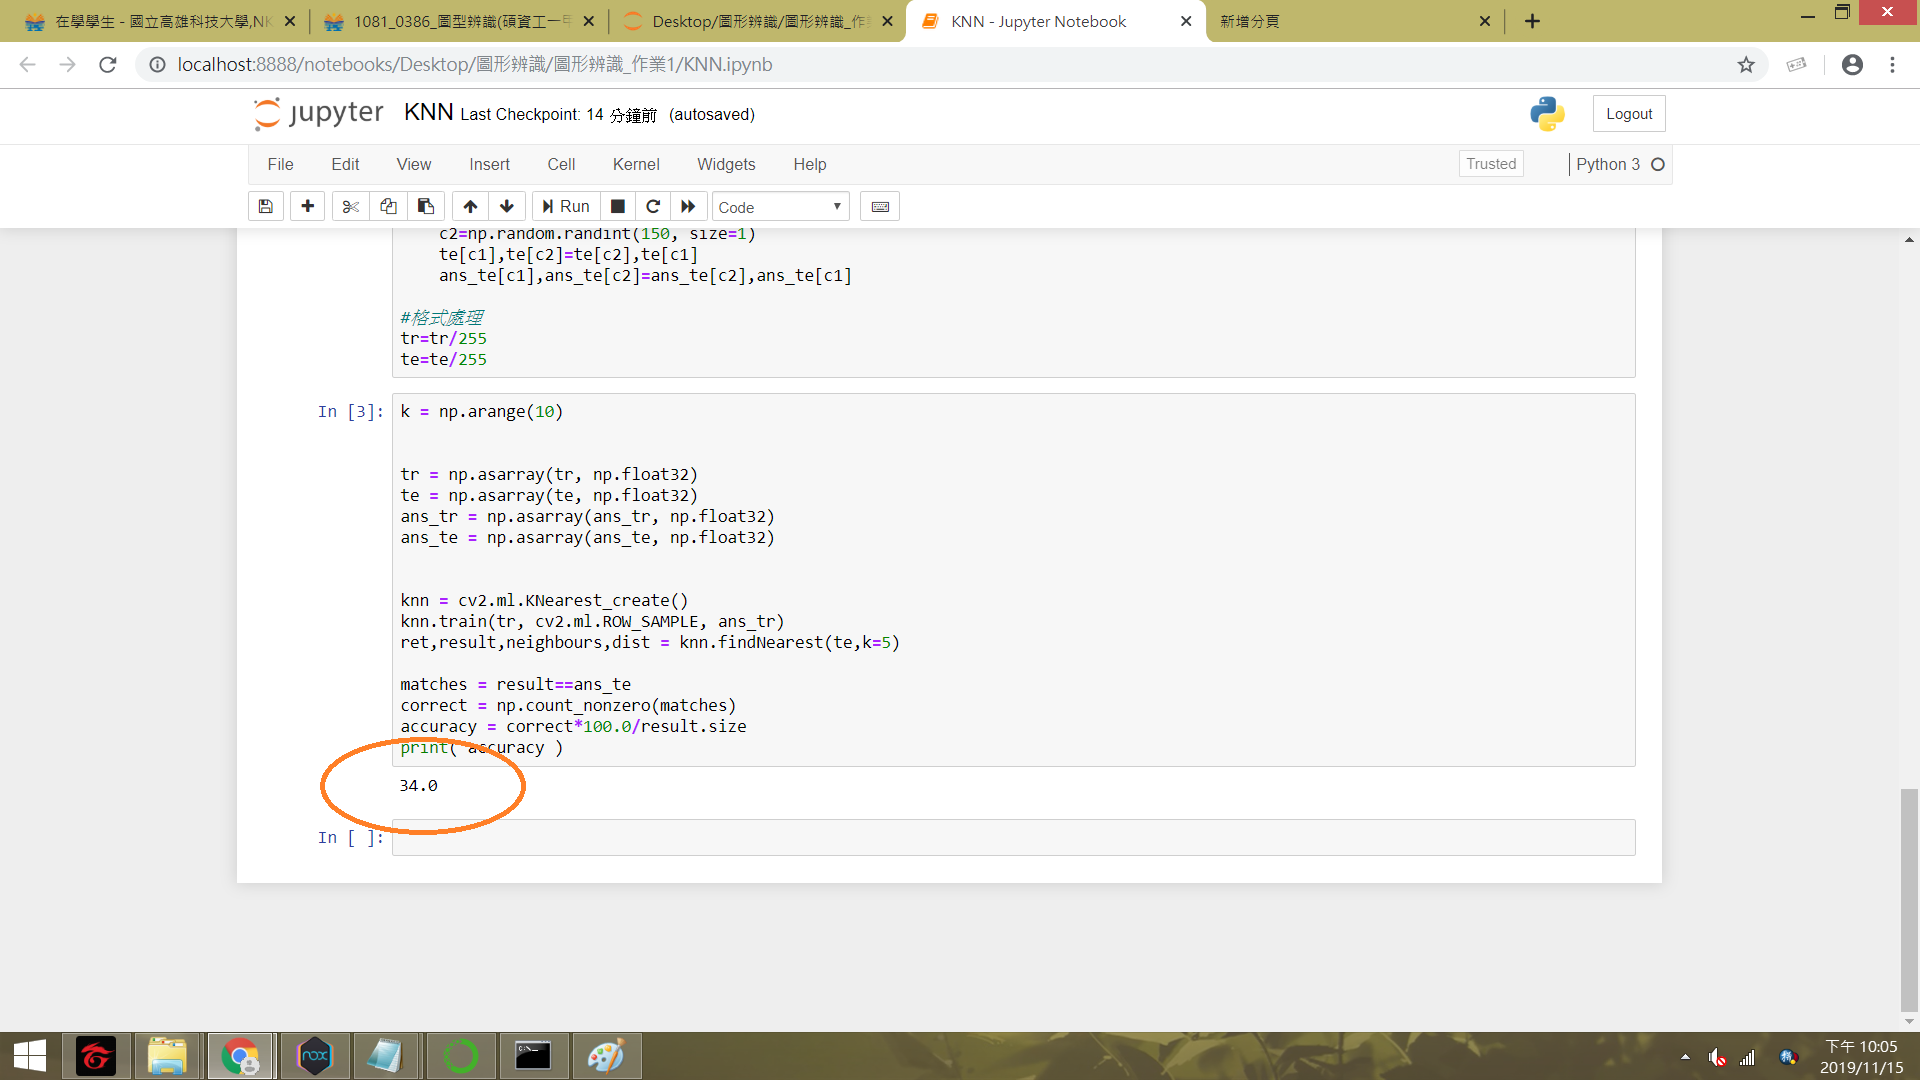 在學學生 - 國立高雄科技大學,NK
1081_0386_圖型辨識(碩資工一甲
Desktop/圖形辨識/圖形辨識_作業
KNN - Jupyter Notebook
新增分頁
localhost:8888/notebooks/Desktop/圖形辨識/圖形辨識_作業1/KNN.ipynb
jupyter KNN Last Checkpoint: 14 分鐘前 (autosaved)
Logout
File Edit View Insert Cell Kernel Widgets Help
Trusted
Python 3
Run
Code
c2=np.random.randint(150, size=1)
te[c1],te[c2]=te[c2],te[c1]
ans_te[c1],ans_te[c2]=ans_te[c2],ans_te[c1]
#格式處理
tr=tr/255
te=te/255
In [3]:
k = np.arange(10)
tr = np.asarray(tr, np.float32)
te = np.asarray(te, np.float32)
ans_tr = np.asarray(ans_tr, np.float32)
ans_te = np.asarray(ans_te, np.float32)
knn = cv2.ml.KNearest_create()
knn.train(tr, cv2.ml.ROW_SAMPLE, ans_tr)
ret,result,neighbours,dist = knn.findNearest(te,k=5)
matches = result==ans_te
correct = np.count_nonzero(matches)
accuracy = correct*100.0/result.size
print( accuracy )
34.0
In [ ]:
nox
下午 10:05
2019/11/15